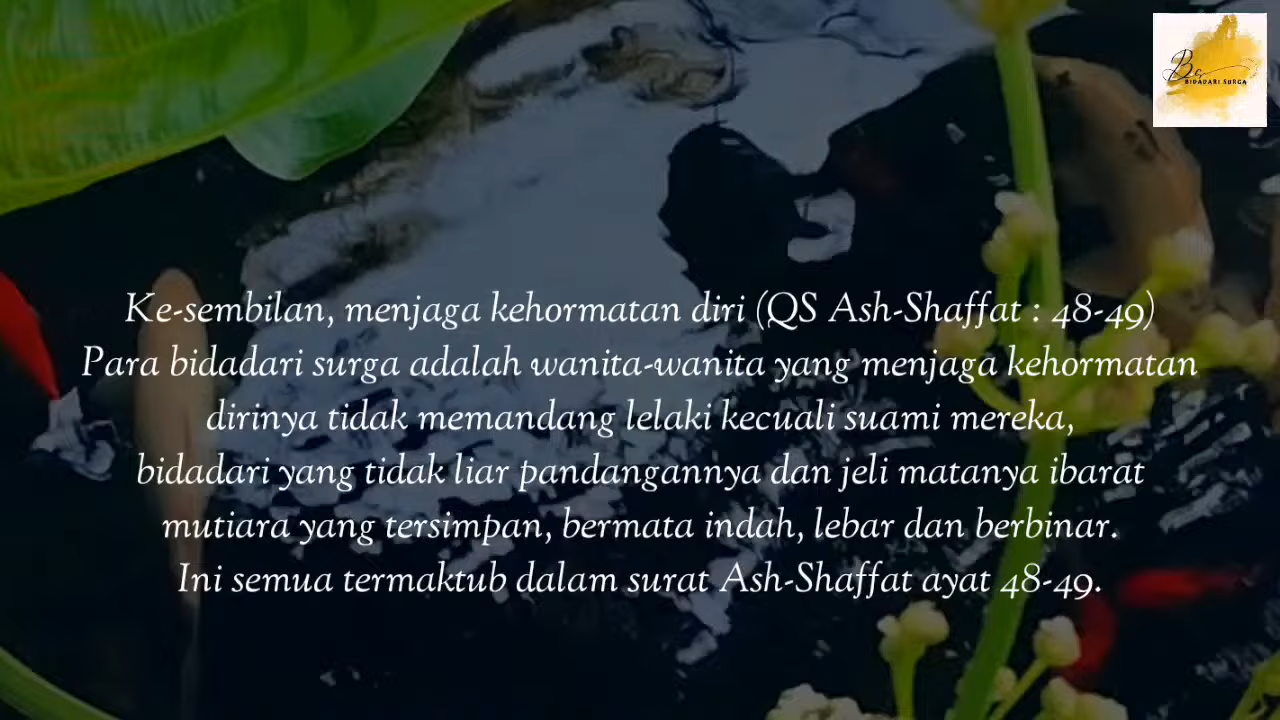 Bs
BIDADARI SURGA
Ke-sembilan, menjaga kehormatan diri (QS Ash-Shaffat : 48-49)
Para bidadari surga adalah wanita-wanita yang menjaga kehormatan
dirinya tidak memandang lelaki kecuali suami mereka,
bidadari yang tidak liar pandangannya dan jeli matanya ibarat
mutiara yang tersimpan, bermata indah, lebar dan berbinar.
Ini semua termaktub dalam surat Ash-Shaffat ayat 48-49.